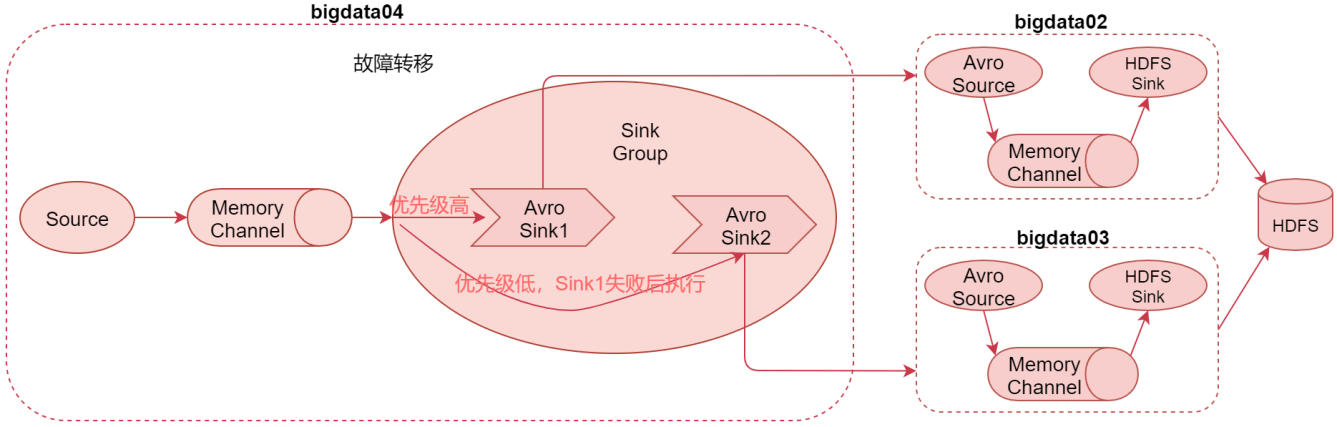 bigdata04
故障转移
Source
Memory
Channel
Sink
Group
优先级高
Avro
Sink1
Avro
Sink2
优先级低，Sink1失败后执行
bigdata02
Avro
Source
HDFS
Sink
Memory
Channel
bigdata03
Avro
Source
HDFS
Sink
Memory
Channel
HDFS